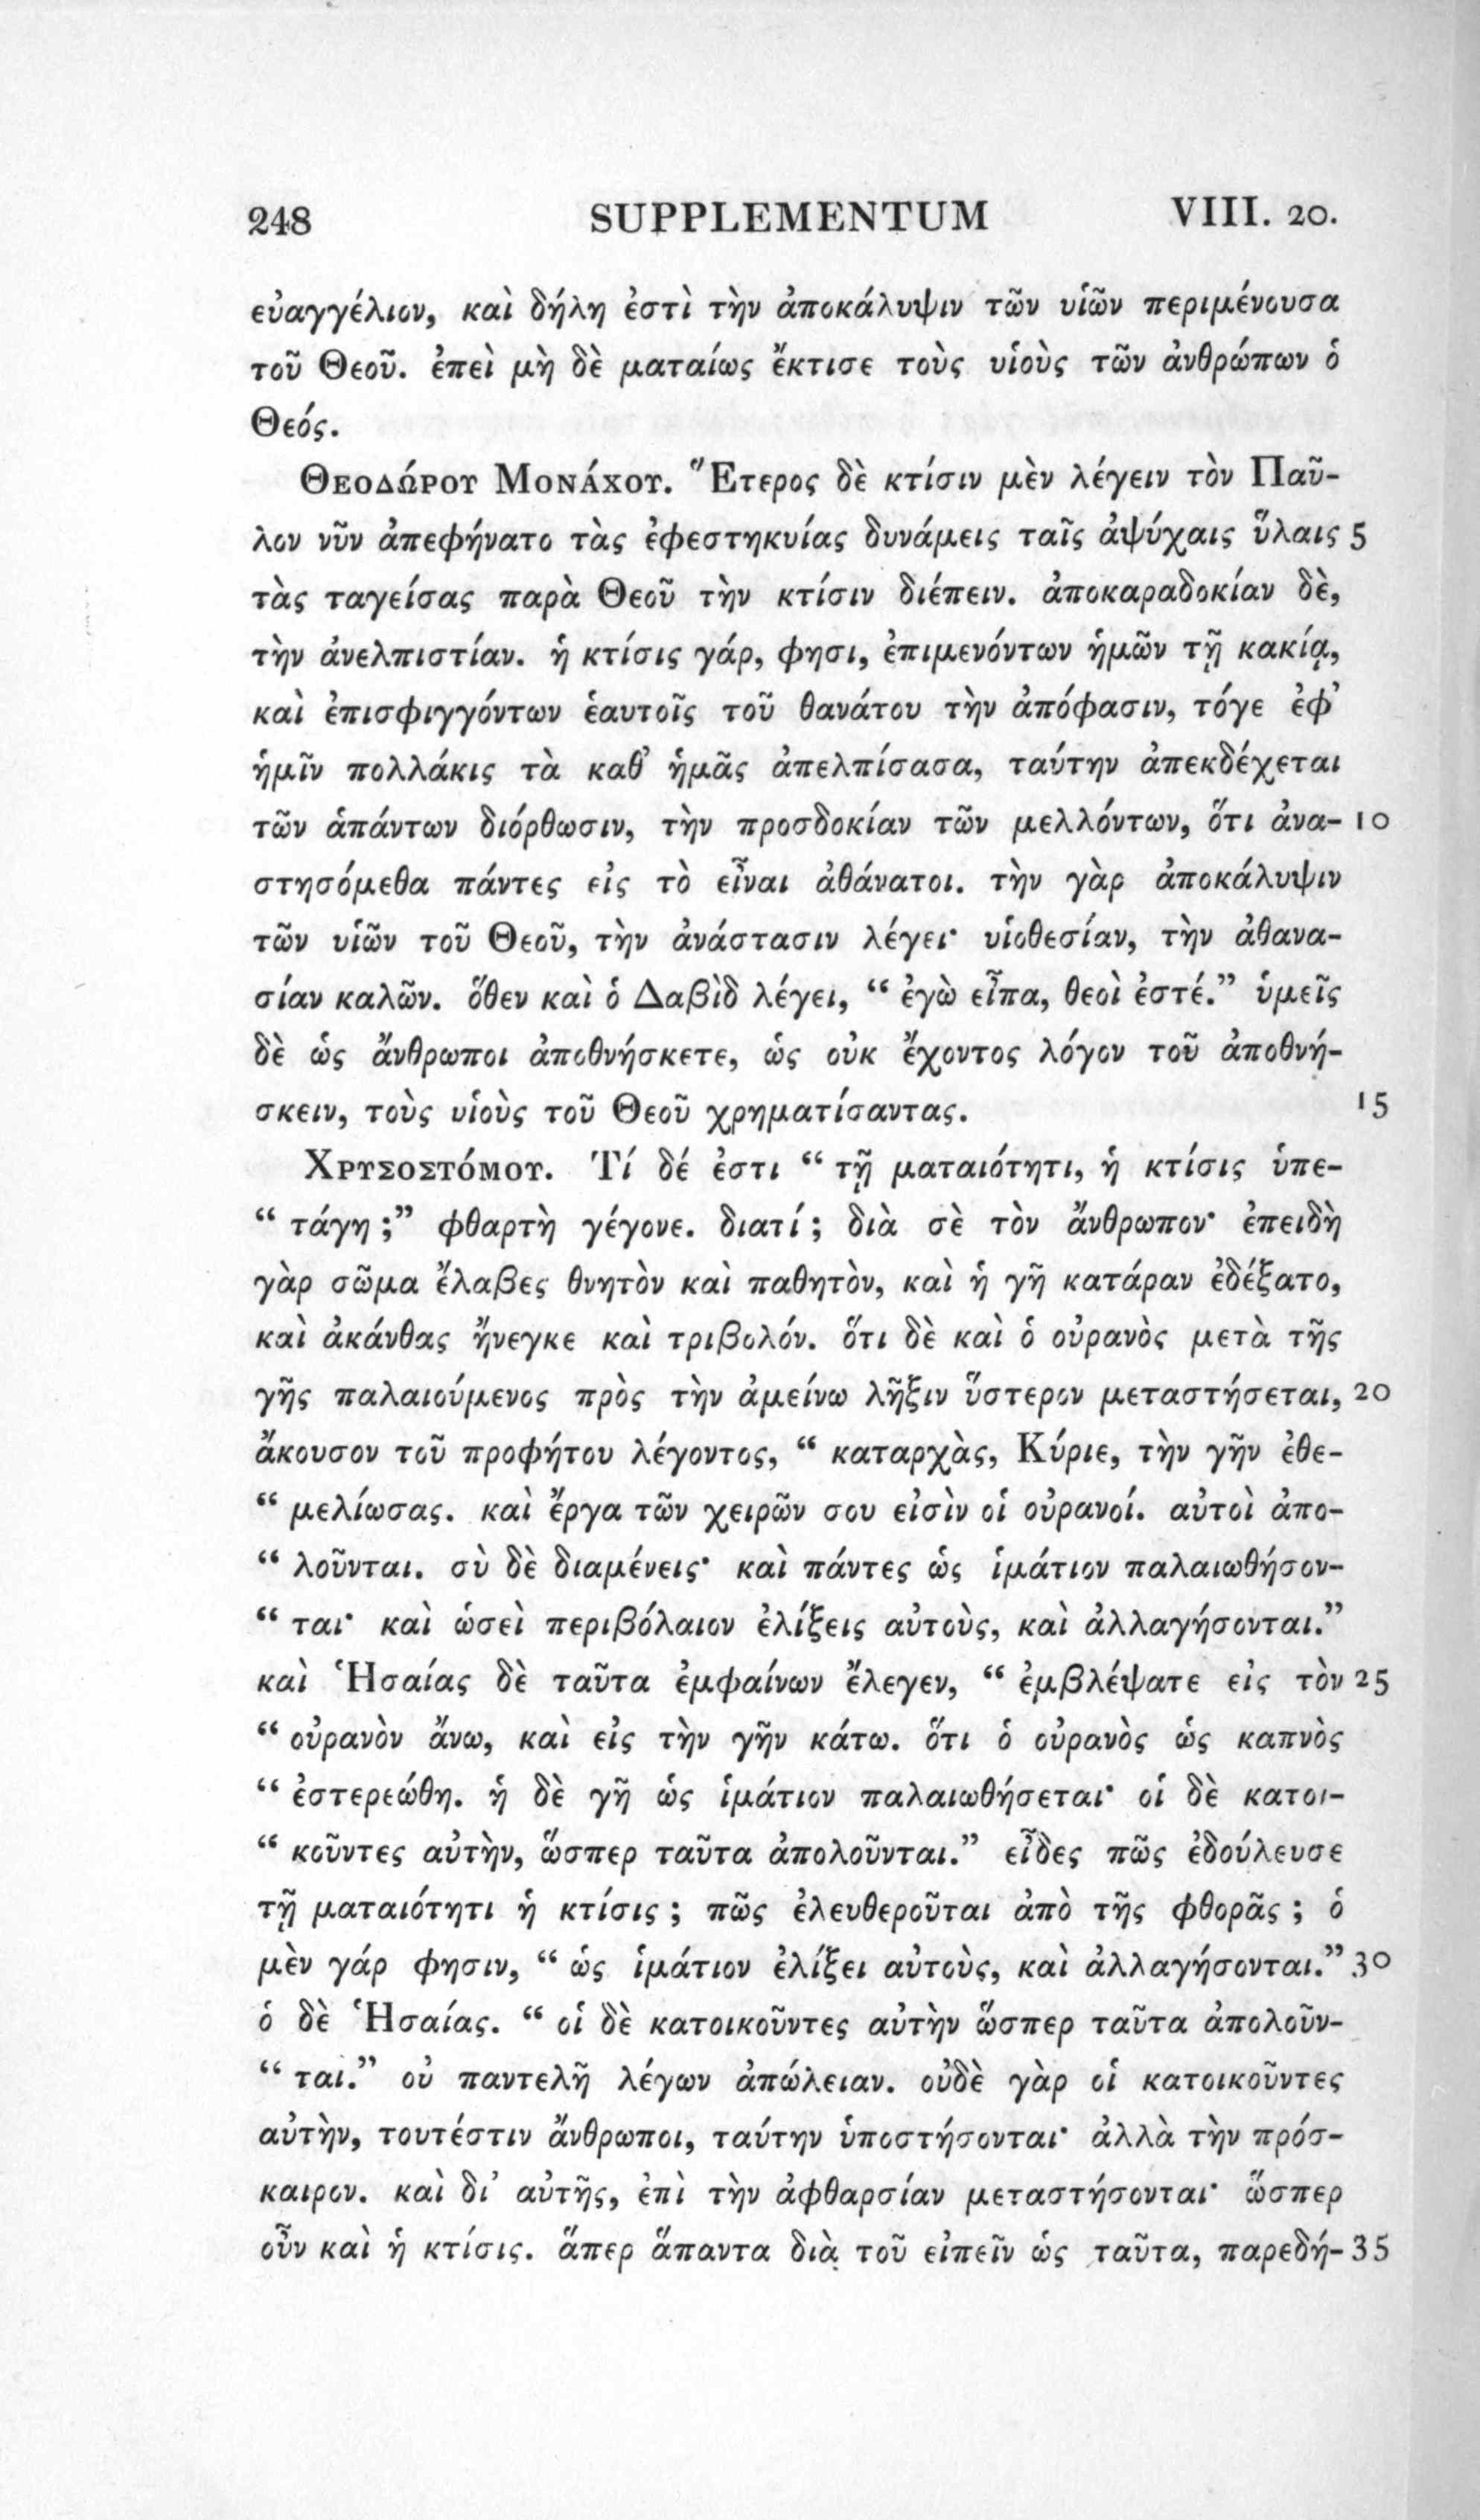 248 SUPPLEMENTUM VIII. 20.
εὐαγγέλιον, καὶ δήλη ἐστὶ τὴν ἀποκάλυψιν τῶν υἱῶν περιμένουσα
τοῦ Θεοῦ. ἐπεὶ μὴ δὲ ματαίως ἔκτισε τοὺς υἱοὺς τῶν ἀνθρώπων ὁ
Θεός.
Θεοδώρου Μονάχου. Ἕτερος δὲ κτίσιν μὲν λέγειν τὸν Παῦ-
λον νῦν ἀπεφήνατο τὰς ἐφεστηκυίας δυνάμεις ταῖς ἀψύχαις ὕλαις 5
τὰς ταγείσας παρὰ Θεοῦ τὴν κτίσιν διέπειν. ἀποκαραδοκίαν δὲ,
τὴν ἀνελπιστίαν. ἡ κτίσις γάρ, φησι, ἐπιμενόντων ἡμῶν τῇ κακίᾳ,
καὶ ἐπισφιγγόντων ἑαυτοῖς τοῦ θανάτου τὴν ἀπόφασιν, τόγε ἐφ᾽
ἡμῖν πολλάκις τὰ καθ᾽ ἡμᾶς ἀπελπίσασα, ταύτην ἀπεκδέχεται
τῶν ἁπάντων διόρθωσιν, τὴν προσδοκίαν τῶν μελλόντων, ὅτι ἀνα- 10
στησόμεθα πάντες εἰς τὸ εἶναι ἀθάνατοι. τὴν γὰρ ἀποκάλυψιν
τῶν υἱῶν τοῦ Θεοῦ, τὴν ἀνάστασιν λέγει· υἱοθεσίαν, τὴν ἀθανα-
σίαν καλῶν. ὅθεν καὶ ὁ Δαβὶδ λέγει, “ ἐγὼ εἶπα, θεοὶ ἐστέ.” ὑμεῖς
δὲ ὡς ἄνθρωποι ἀποθνήσκετε, ὡς οὐκ ἔχοντος λόγον τοῦ ἀποθνή-
σκειν, τοὺς υἱοὺς τοῦ Θεοῦ χρηματίσαντας. 15
Χρυσοστόμου. Τί δέ ἐστι “ τῇ ματαιότητι, ἡ κτίσις ὑπε-
“ τάγη ;” φθαρτὴ γέγονε. διατί ; διὰ σὲ τὸν ἄνθρωπον· ἐπειδὴ
γὰρ σῶμα ἔλαβες θνητὸν καὶ παθητὸν, καὶ ἡ γῆ κατάραν ἐδέξατο,
καὶ ἀκάνθας ἤνεγκε καὶ τριβολόν. ὅτι δὲ καὶ ὁ οὐρανὸς μετὰ τῆς
γῆς παλαιούμενος πρὸς τὴν ἀμείνω λῆξιν ὕστερον μεταστήσεται, 20
ἄκουσον τοῦ προφήτου λέγοντος, “ καταρχὰς, Κύριε, τὴν γῆν ἐθε-
“ μελίωσας. καὶ ἔργα τῶν χειρῶν σου εἰσὶν οἱ οὐρανοί. αὐτοὶ ἀπο-
“ λοῦνται. σὺ δὲ διαμένεις· καὶ πάντες ὡς ἱμάτιον παλαιωθήσον-
“ ται· καὶ ὡσεὶ περιβόλαιον ἑλίξεις αὐτοὺς, καὶ ἀλλαγήσονται.”
καὶ Ἡσαίας δὲ ταῦτα ἐμφαίνων ἔλεγεν, “ ἐμβλέψατε εἰς τὸν 25
“ οὐρανὸν ἄνω, καὶ εἰς τὴν γῆν κάτω. ὅτι ὁ οὐρανὸς ὡς καπνὸς
“ ἐστερεώθη. ἡ δὲ γῆ ὡς ἱμάτιον παλαιωθήσεται· οἱ δὲ κατοι-
“ κοῦντες αὐτὴν, ὥσπερ ταῦτα ἀπολοῦνται.” εἶδες πῶς ἐδούλευσε
τῇ ματαιότητι ἡ κτίσις ; πῶς ἐλευθεροῦται ἀπὸ τῆς φθορᾶς ; ὁ
μὲν γάρ φησιν, “ ὡς ἱμάτιον ἑλίξει αὐτοὺς, καὶ ἀλλαγήσονται.” 30
ὁ δὲ Ἡσαίας. “ οἱ δὲ κατοικοῦντες αὐτὴν ὥσπερ ταῦτα ἀπολοῦν-
“ ται.” οὐ παντελῆ λέγων ἀπώλειαν. οὐδὲ γὰρ οἱ κατοικοῦντες
αὐτὴν, τουτέστιν ἄνθρωποι, ταύτην ὑποστήσονται· ἀλλὰ τὴν πρόσ-
καιρον. καὶ δι᾽ αὐτῆς, ἐπὶ τὴν ἀφθαρσίαν μεταστήσονται· ὥσπερ
οὖν καὶ ἡ κτίσις. ἅπερ ἅπαντα διὰ τοῦ εἰπεῖν ὡς ταῦτα, παρεδή- 35